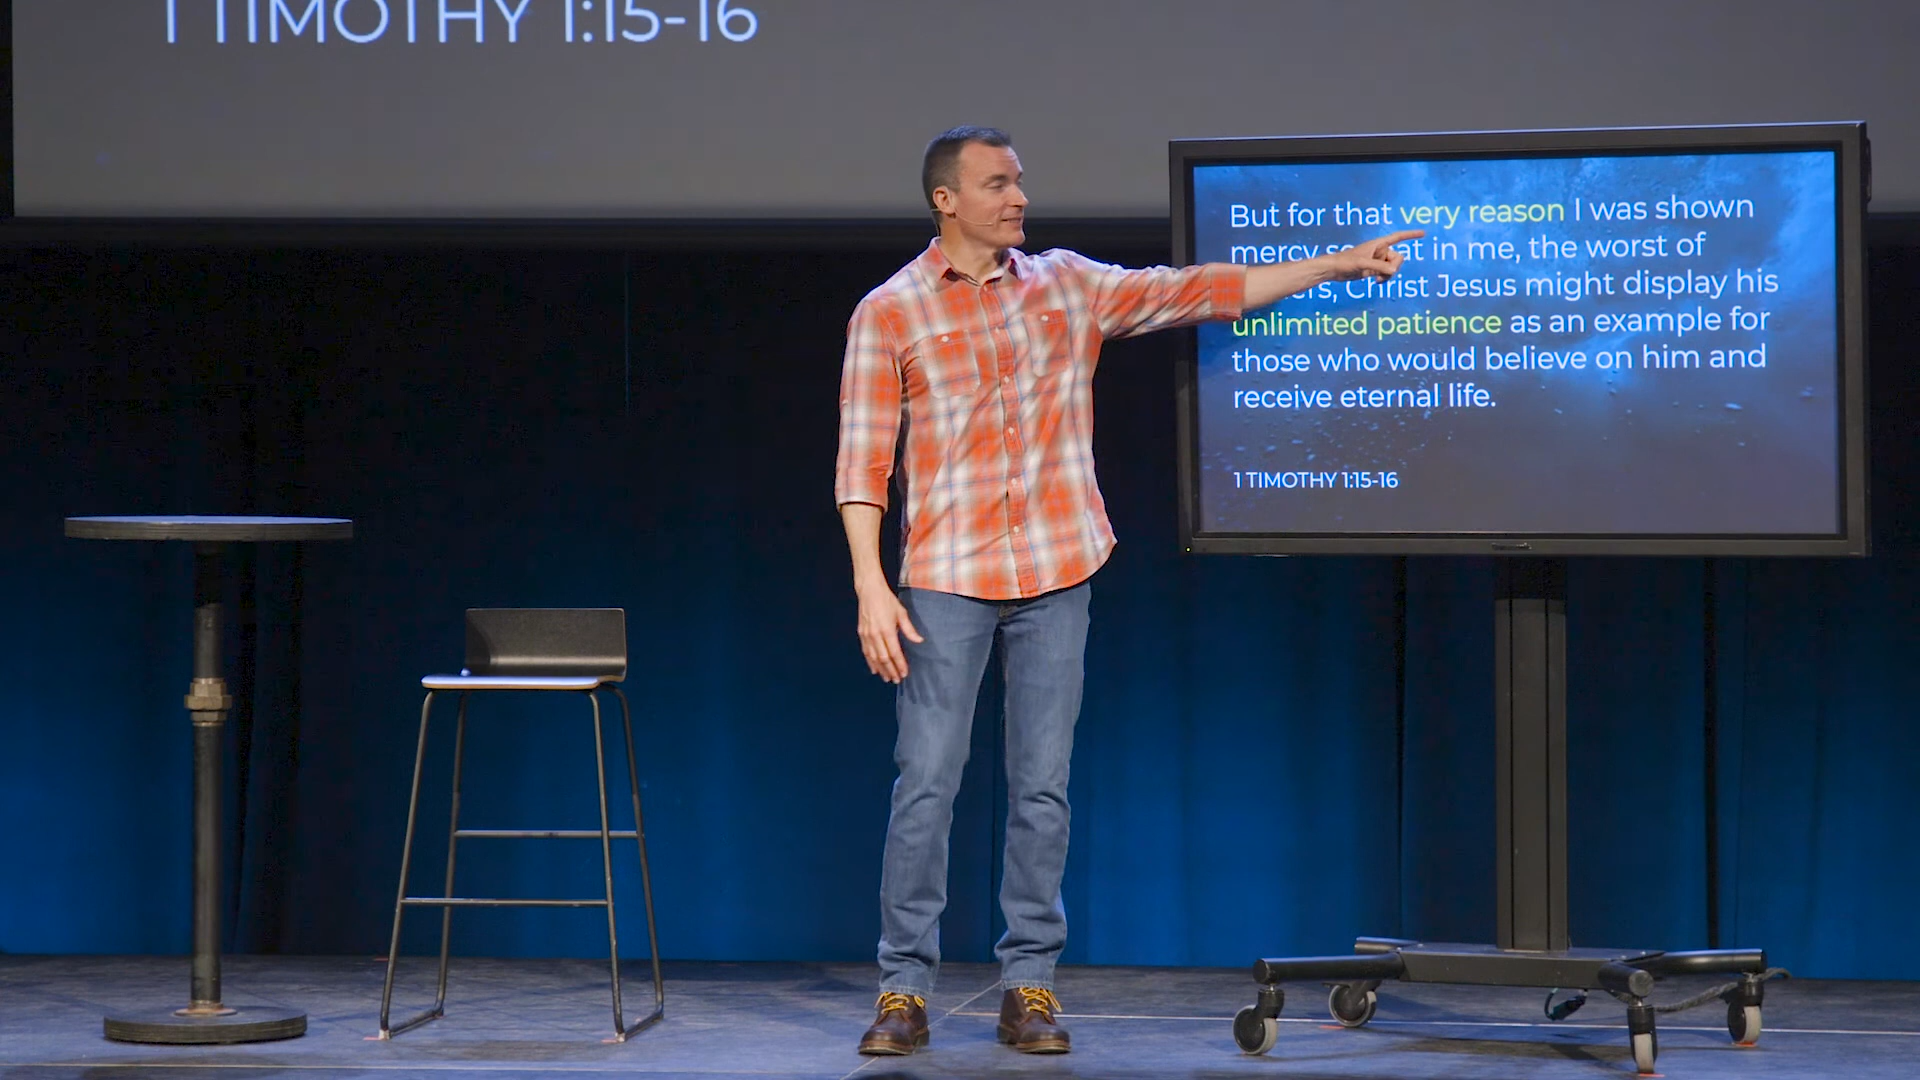 1 TIMOTHY 1:15-16
But for that very reason I was shown
mercy in me, the worst of
Christ Jesus might display his
unlimited patience as an example for
those who would believe on him and
receive eternal life.
1 TIMOTHY 1:15-16